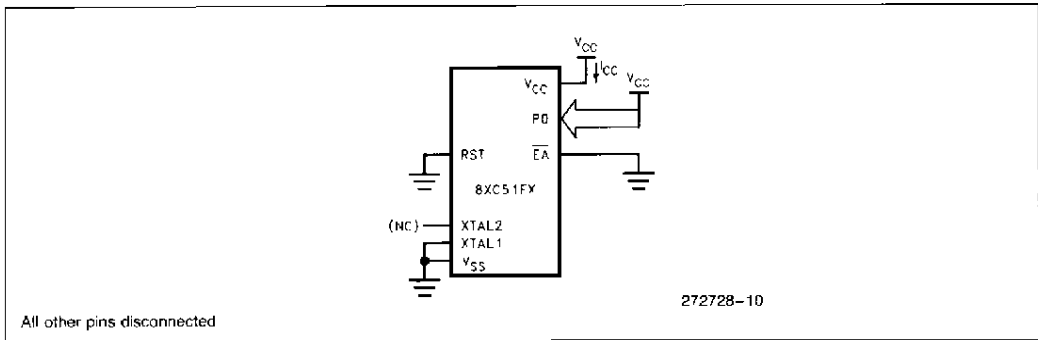 VCC
ICC
VCC
VCC
P0
RST
EA
8XC51FX
(NC)
XTAL2
XTAL1
VSS
272728-10
All other pins disconnected